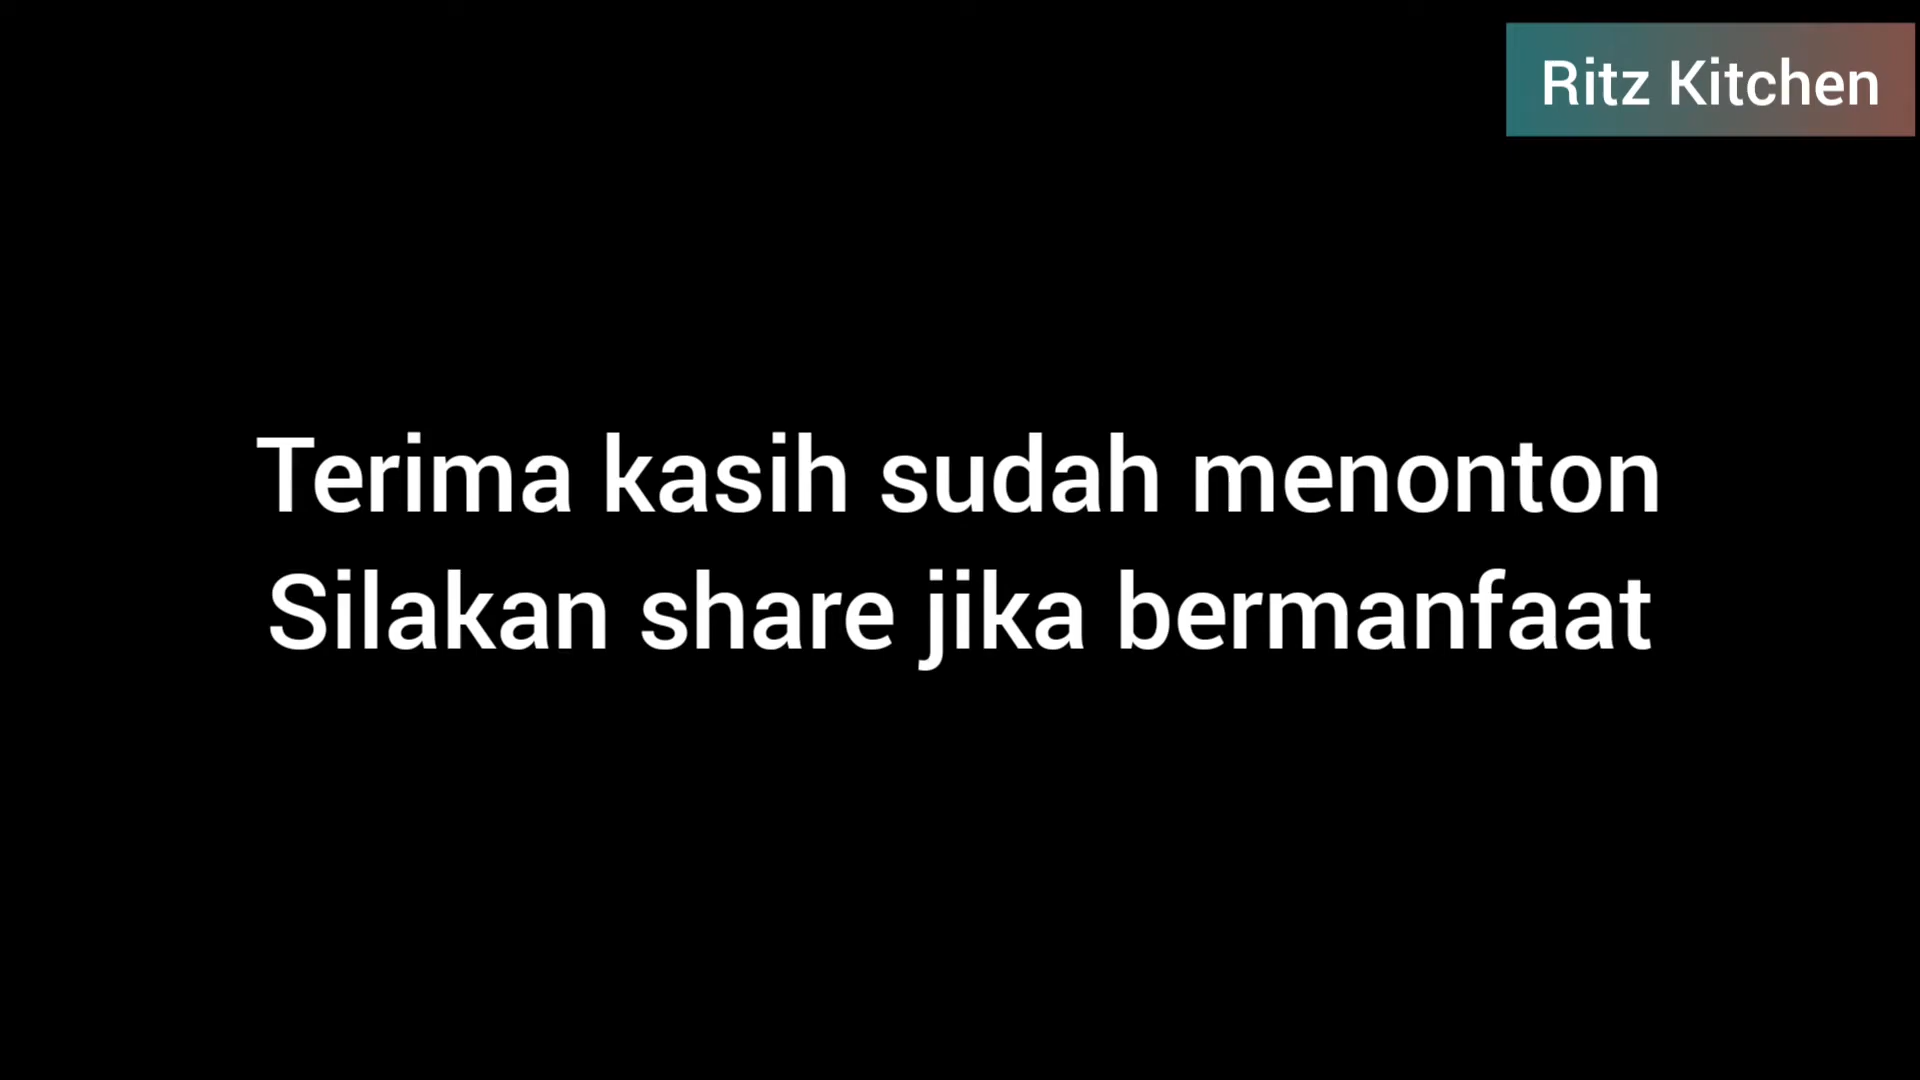 Ritz Kitchen
Terima kasih sudah menonton
Silakan share jika bermanfaat